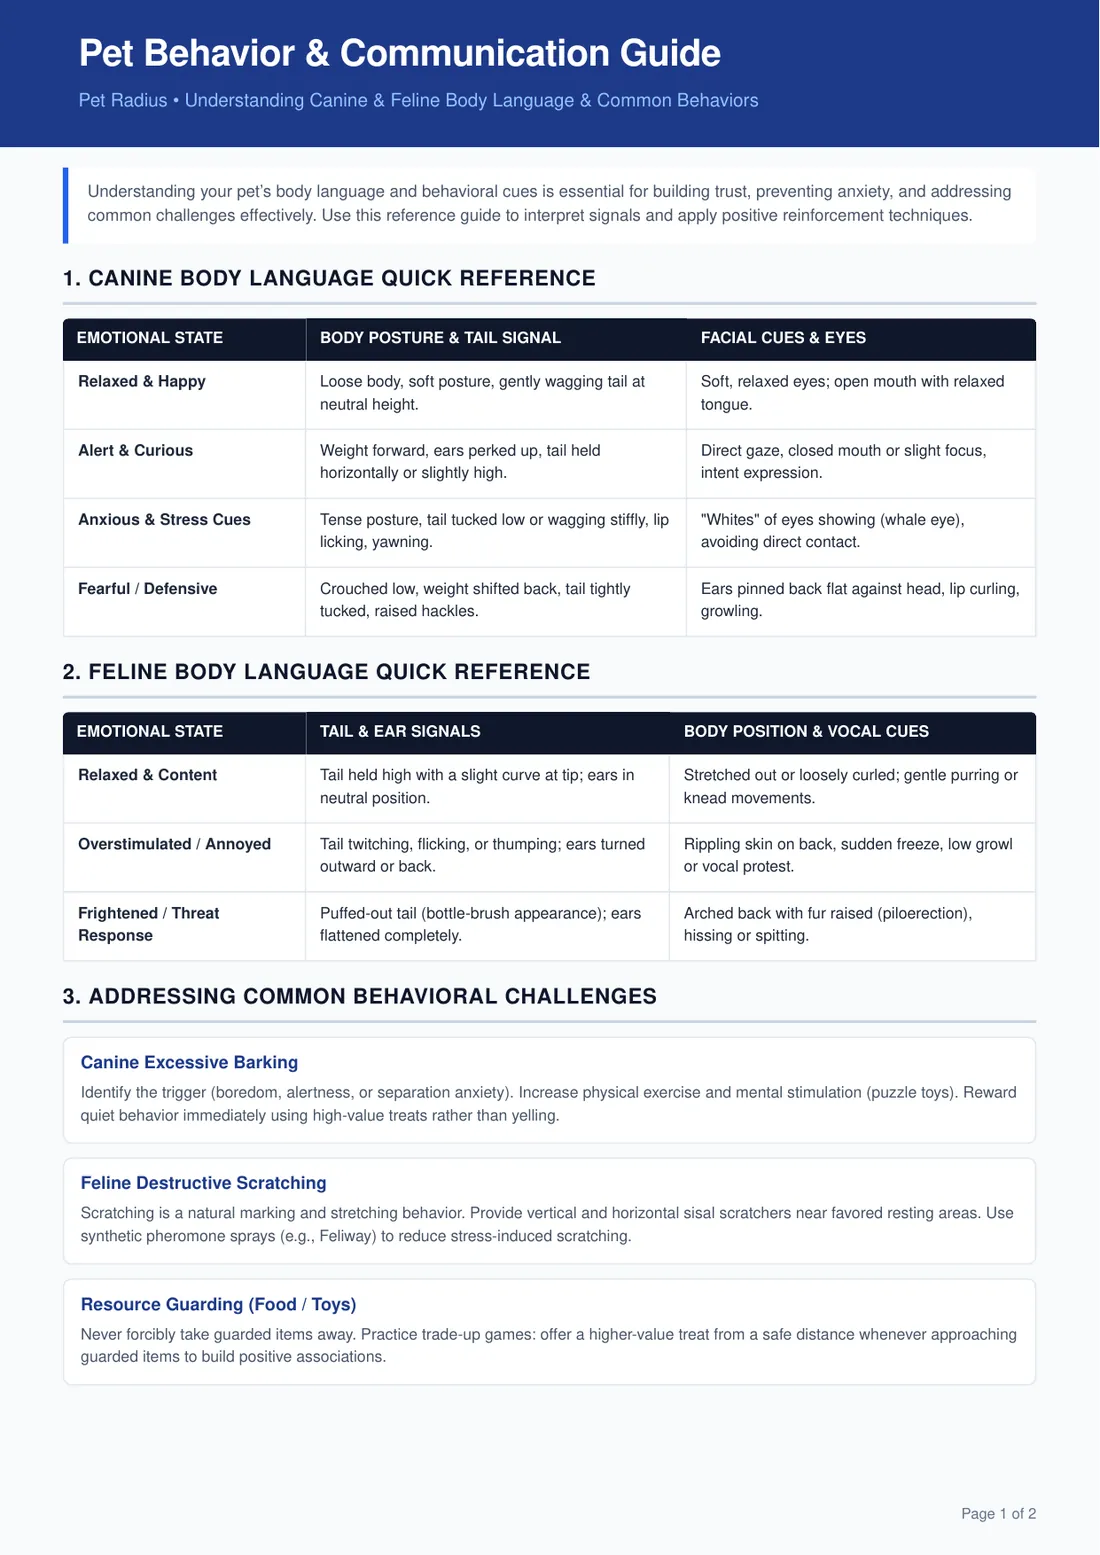 Pet Behavior & Communication Guide
Pet Radius • Understanding Canine & Feline Body Language & Common Behaviors
Understanding your pet's body language and behavioral cues is essential for building trust, preventing anxiety, and addressing
common challenges effectively. Use this reference guide to interpret signals and apply positive reinforcement techniques.
1. CANINE BODY LANGUAGE QUICK REFERENCE
EMOTIONAL STATE BODY POSTURE & TAIL SIGNAL FACIAL CUES & EYES
Relaxed & Happy
Loose body, soft posture, gently wagging tail at
neutral height.
Soft, relaxed eyes; open mouth with relaxed
tongue.
Alert & Curious
Weight forward, ears perked up, tail held
horizontally or slightly high.
Direct gaze, closed mouth or slight focus,
intent expression.
Anxious & Stress Cues
Tense posture, tail tucked low or wagging stiffly, lip
licking, yawning.
"Whites" of eyes showing (whale eye),
avoiding direct contact.
Fearful / Defensive
Crouched low, weight shifted back, tail tightly
tucked, raised hackles.
Ears pinned back flat against head, lip curling,
growling.
2. FELINE BODY LANGUAGE QUICK REFERENCE
EMOTIONAL STATE TAIL & EAR SIGNALS BODY POSITION & VOCAL CUES
Relaxed & Content
Tail held high with a slight curve at tip; ears in
neutral position.
Stretched out or loosely curled; gentle purring or
knead movements.
Overstimulated / Annoyed
Tail twitching, flicking, or thumping; ears turned
outward or back.
Rippling skin on back, sudden freeze, low growl
or vocal protest.
Frightened / Threat
Response
Puffed-out tail (bottle-brush appearance); ears
flattened completely.
Arched back with fur raised (piloerection),
hissing or spitting.
3. ADDRESSING COMMON BEHAVIORAL CHALLENGES
Canine Excessive Barking
Identify the trigger (boredom, alertness, or separation anxiety). Increase physical exercise and mental stimulation (puzzle toys). Reward
quiet behavior immediately using high-value treats rather than yelling.
Feline Destructive Scratching
Scratching is a natural marking and stretching behavior. Provide vertical and horizontal sisal scratchers near favored resting areas. Use
synthetic pheromone sprays (e.g., Feliway) to reduce stress-induced scratching.
Resource Guarding (Food / Toys)
Never forcibly take guarded items away. Practice trade-up games: offer a higher-value treat from a safe distance whenever approaching
guarded items to build positive associations.
Page 1 of 2